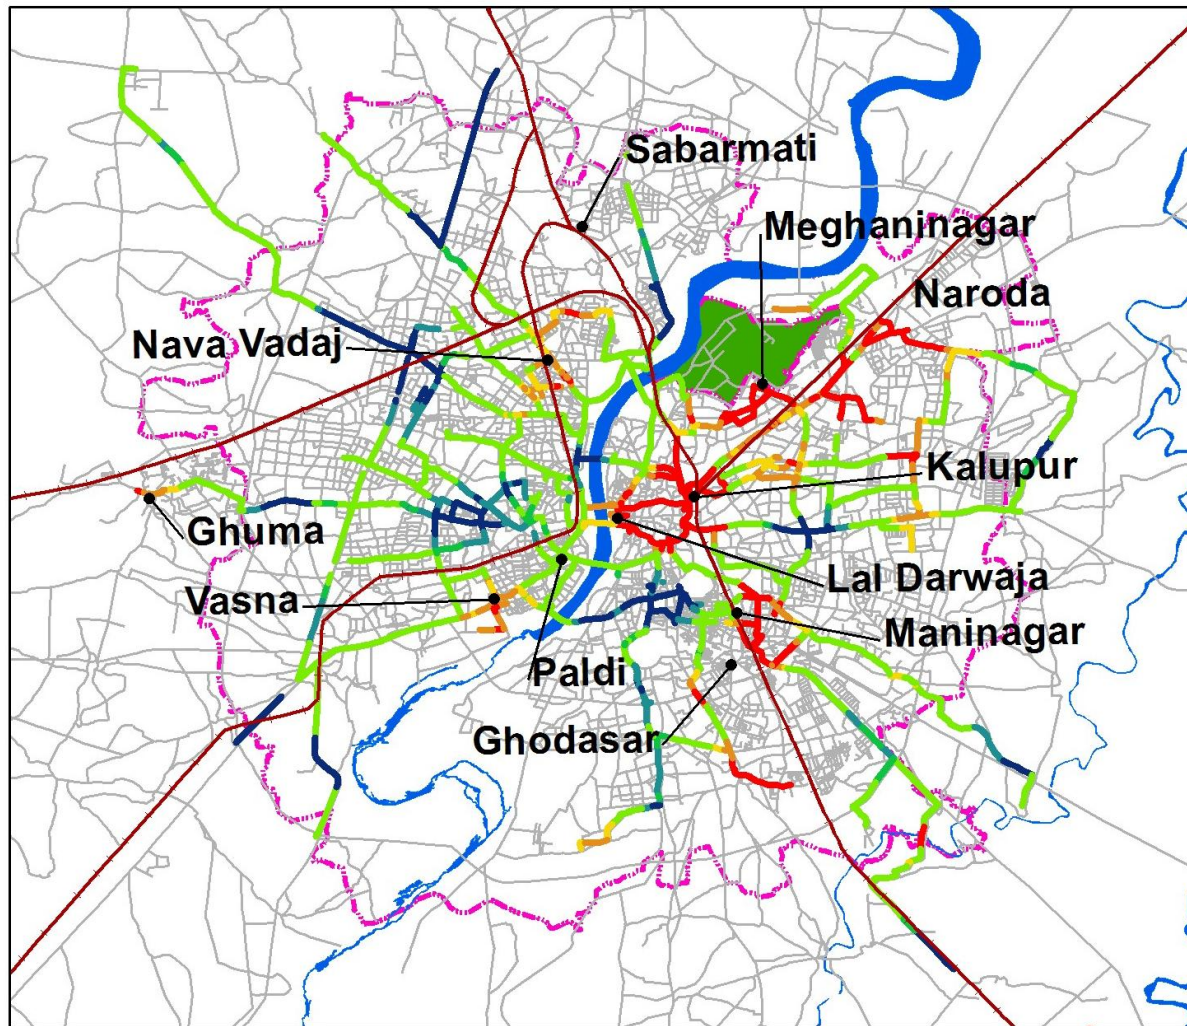 Sabarmati
Meghaninagar
Naroda
Nava Vadaj
Kalupur
Ghuma
Lal Darwaja
Vasna
Maninagar
Paldi
Ghodasar